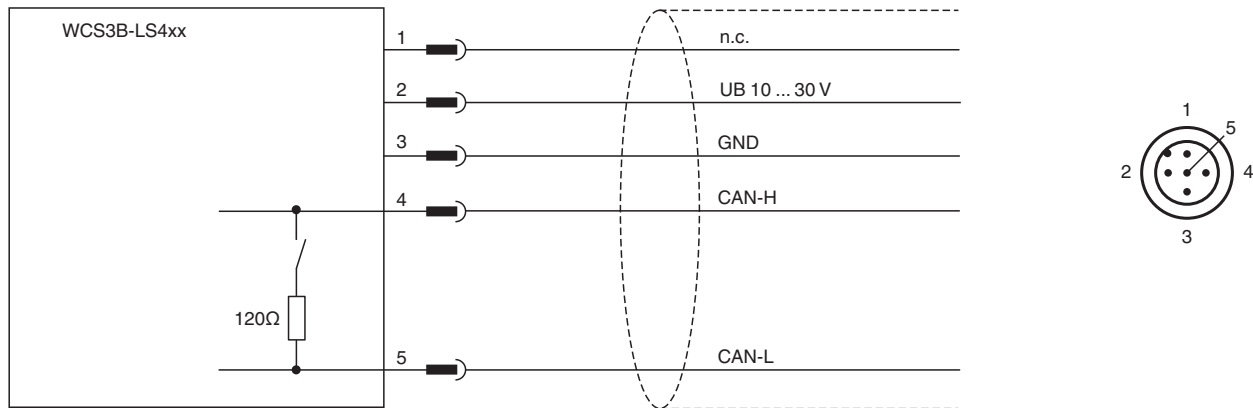 WCS3B-LS4xx
1
n.c.
2
UB 10 ... 30 V
3
GND
4
CAN-H
120Ω
5
CAN-L
1
5
2
4
3